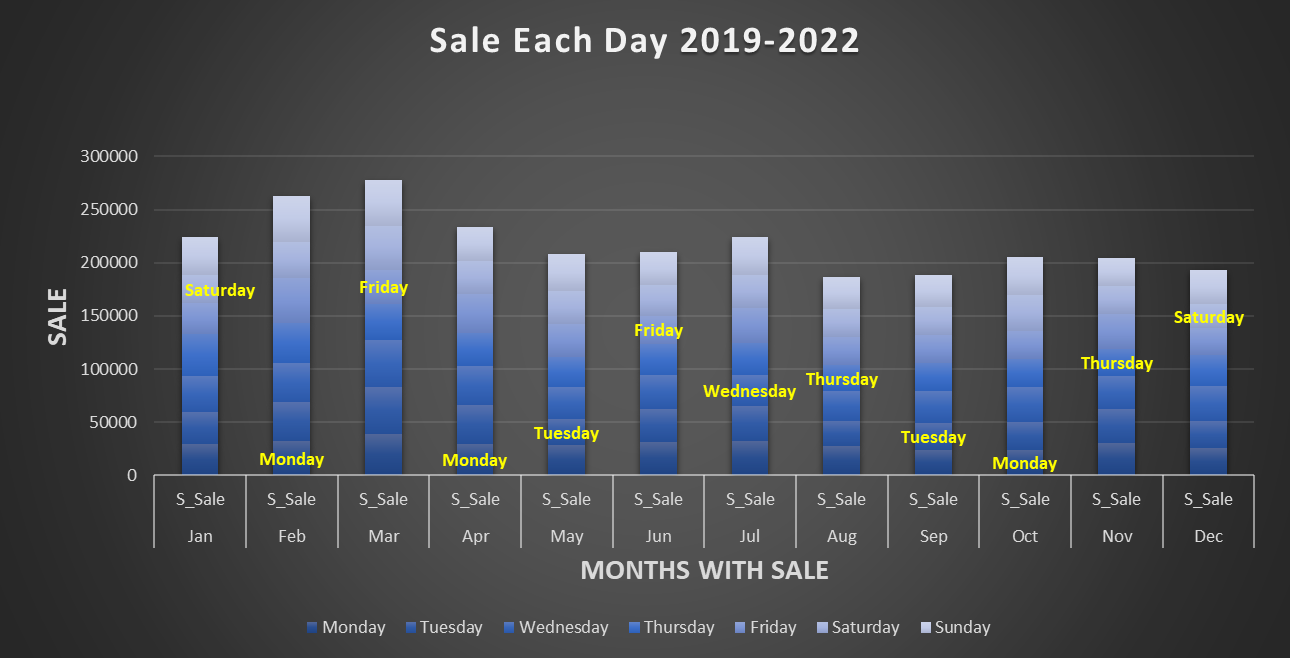 Sale Each Day 2019-2022
300000
250000
200000
150000
100000
50000
0
SALE
Saturday
Monday
Friday
Monday
Tuesday
Friday
Wednesday
Thursday
Tuesday
Monday
Thursday
Saturday
S_Sale S_Sale S_Sale S_Sale S_Sale S_Sale S_Sale S_Sale S_Sale S_Sale S_Sale S_Sale
Jan Feb Mar Apr May Jun Jul Aug Sep Oct Nov Dec
MONTHS WITH SALE
Monday Tuesday Wednesday Thursday Friday Saturday Sunday